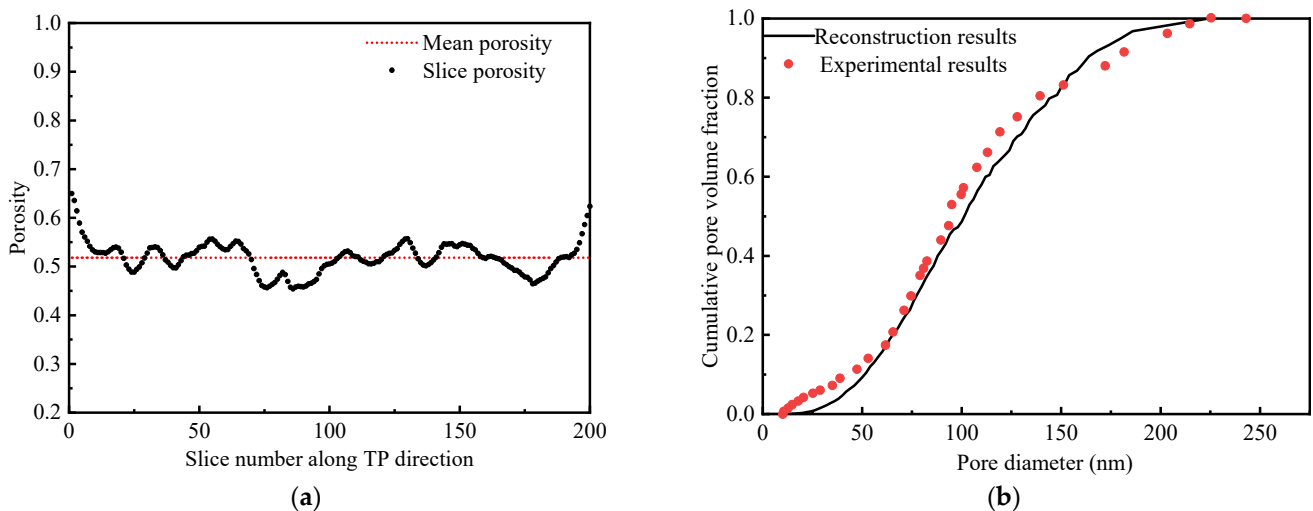 1.0
0.9
0.8
0.7
0.6
0.5
0.4
0.3
0.2
Porosity
Mean porosity
Slice porosity
0
50
100
150
200
Slice number along TP direction
(a)
1.0
0.8
0.6
0.4
0.2
0.0
Cumulative pore volume fraction
Reconstruction results
Experimental results
0
50
100
150
200
250
Pore diameter (nm)
(b)